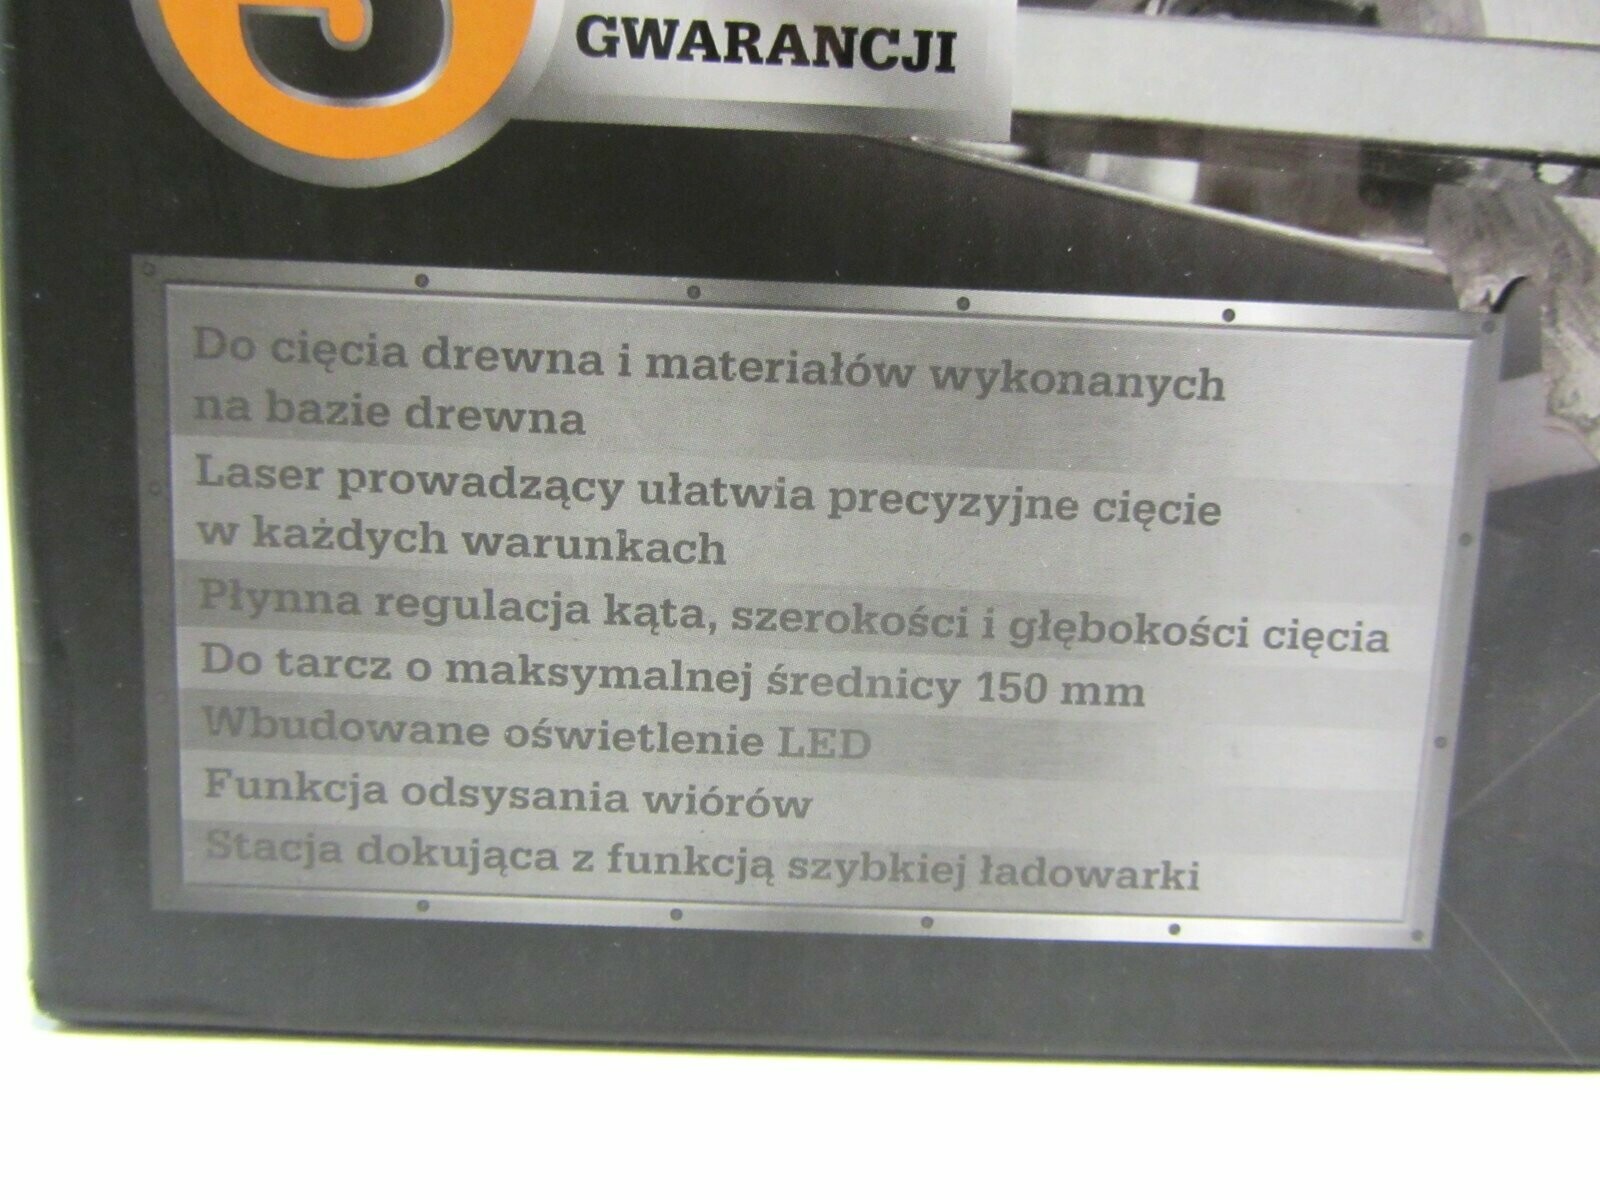 GWARANCJI
Do cięcia drewna i materiałów wykonanych
na bazie drewna
Laser prowadzący ułatwia precyzyjne cięcie
w każdych warunkach
Płynna regulacja kąta, szerokości i głębokości cięcia
Do tarcz o maksymalnej średnicy 150 mm
Wbudowane oświetlenie LED
Funkcja odsysania wiórów
Stacja dokująca z funkcją szybkiej ładowarki